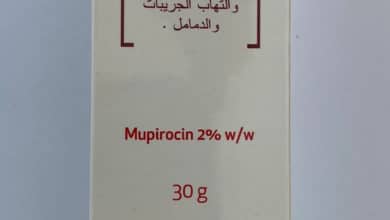 والتهاب الجريبات
والدمامل .
Mupirocin 2% w/w
30 g